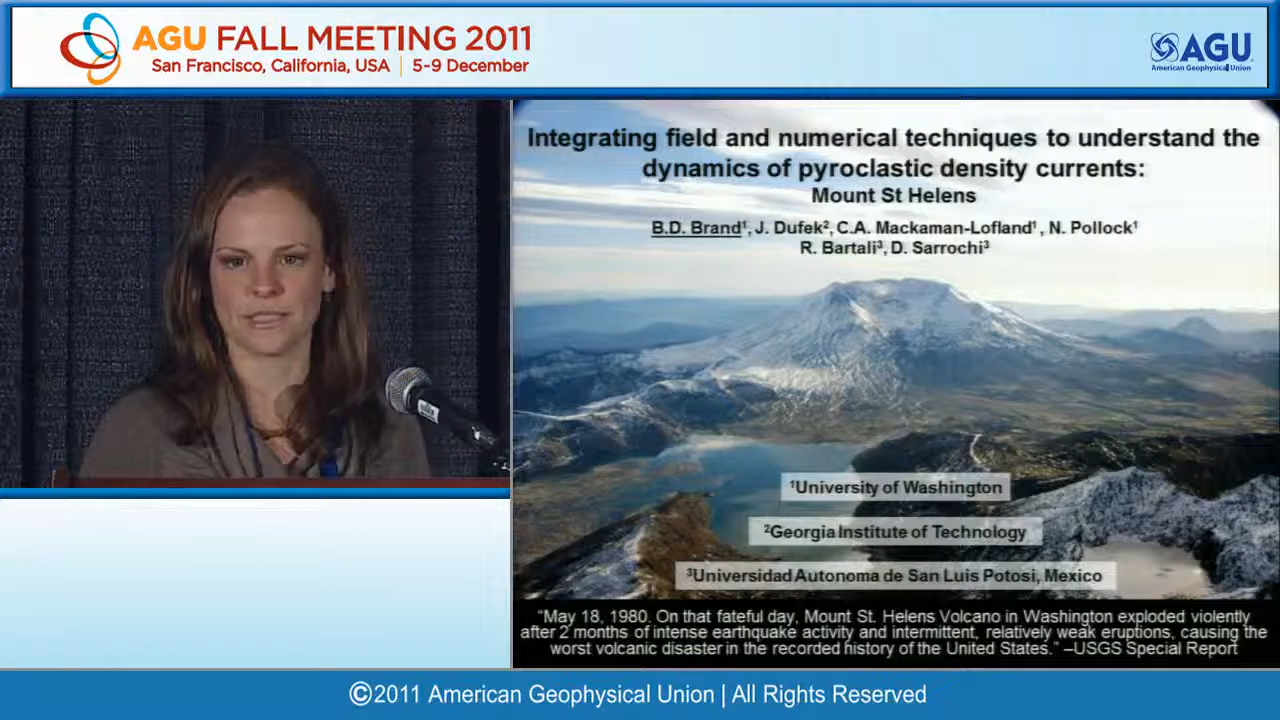 AGU FALL MEETING 2011
San Francisco, California, USA | 5-9 December
AGU
American Geophysical Union
Integrating field and numerical techniques to understand the
dynamics of pyroclastic density currents:
Mount St Helens
B.D. Brand¹, J. Dufek², C.A. Mackaman-Lofland¹, N. Pollock¹
R. Bartali³, D. Sarrochi³
¹University of Washington
²Georgia Institute of Technology
³Universidad Autonoma de San Luis Potosi, Mexico
“May 18, 1980. On that fateful day, Mount St. Helens Volcano in Washington exploded violently
after 2 months of intense earthquake activity and intermittent, relatively weak eruptions, causing the
worst volcanic disaster in the recorded history of the United States.” –USGS Special Report
©2011 American Geophysical Union | All Rights Reserved